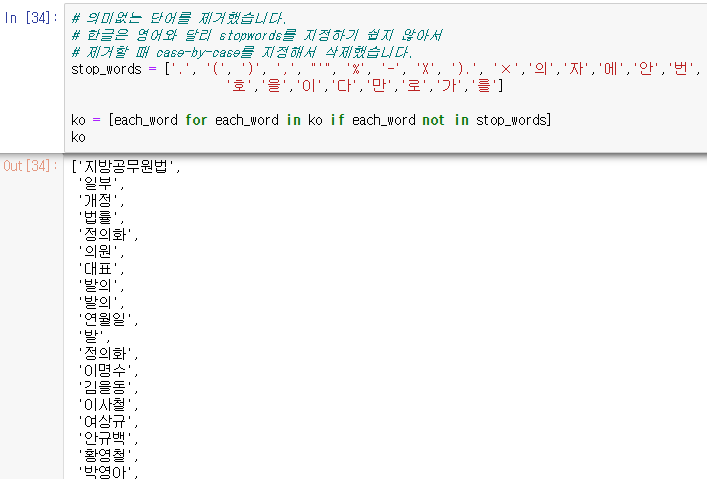 In [34]:
# 의미없는 단어를 제거했습니다.
# 한글은 영어와 달리 stopwords를 지정하기 쉽지 않아서
# 제거할 때 case-by-case를 지정해서 삭제했습니다.
stop_words = ['.', '(', ')', ',', "'", '%', '-', 'X', ').', '×','의','자','에','안','번',
'호','을','이','다','만','로','가','를']
ko = [each_word for each_word in ko if each_word not in stop_words]
ko
Out[34]:
['지방공무원법',
'일부',
'개정',
'법률',
'정의화',
'의원',
'대표',
'발의',
'발의',
'연월일',
'발',
'정의화',
'이명수',
'김을동',
'이사철',
'여상규',
'안규백',
'황영철',
'박영아',